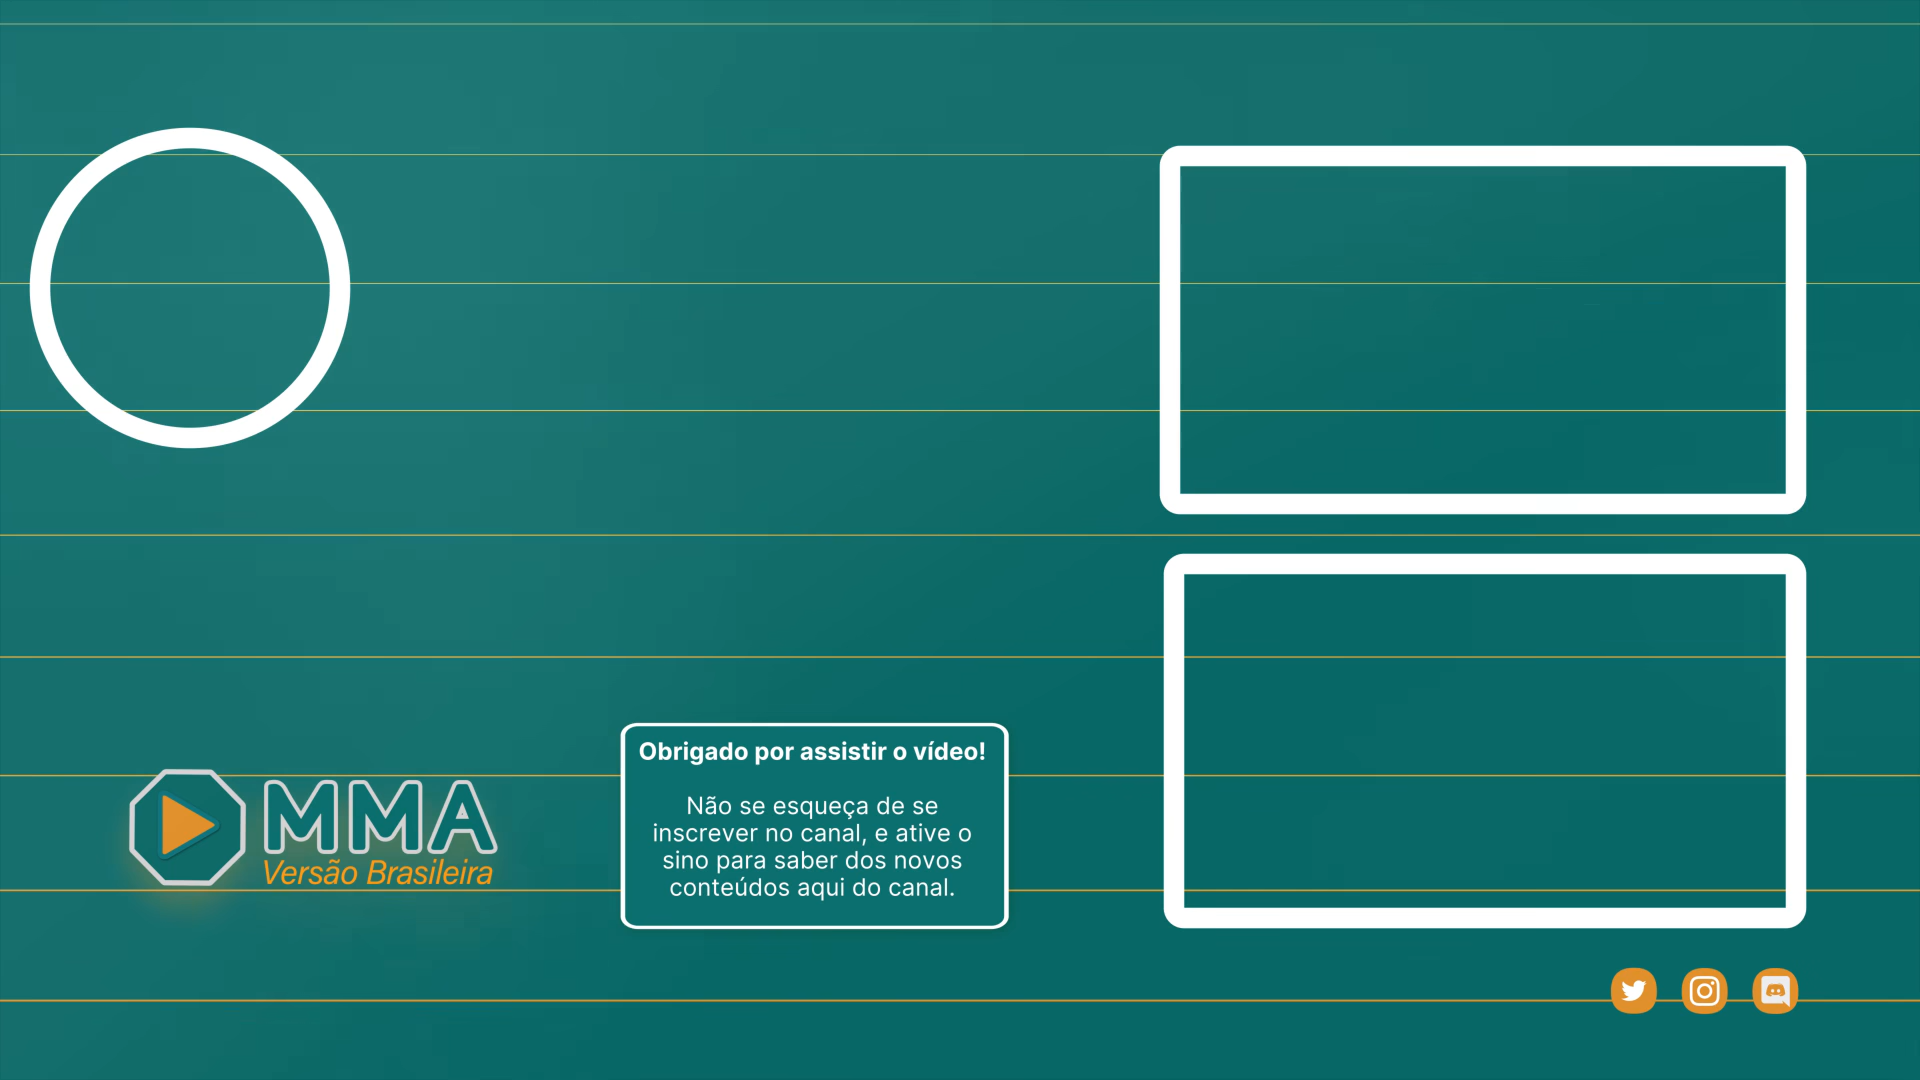 Obrigado por assistir o vídeo!
Não se esqueça de se
inscrever no canal, e ative o
sino para saber dos novos
conteúdos aqui do canal.
MMA
Versão Brasileira